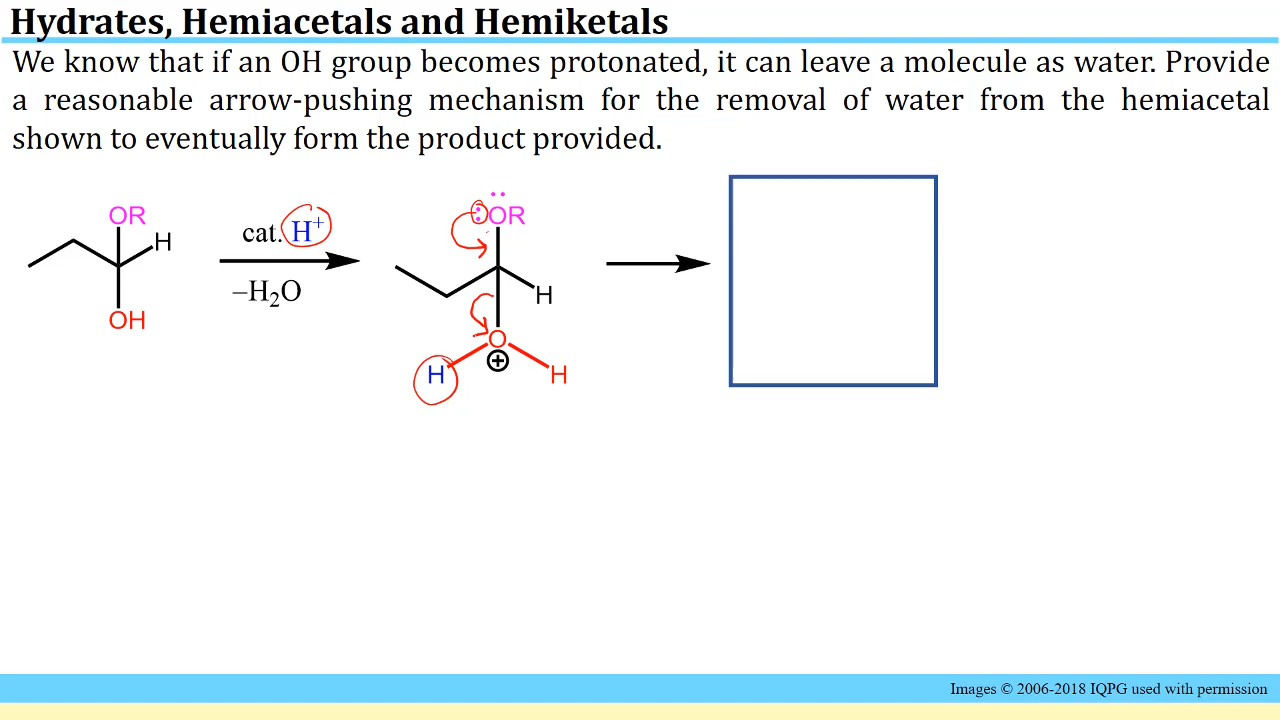 Hydrates, Hemiacetals and Hemiketals
We know that if an OH group becomes protonated, it can leave a molecule as water. Provide
a reasonable arrow-pushing mechanism for the removal of water from the hemiacetal
shown to eventually form the product provided.
OR
H
OH
cat. H⁺
–H₂O
:ÖR
H
O
⊕
H
H
Images © 2006-2018 IQPG used with permission